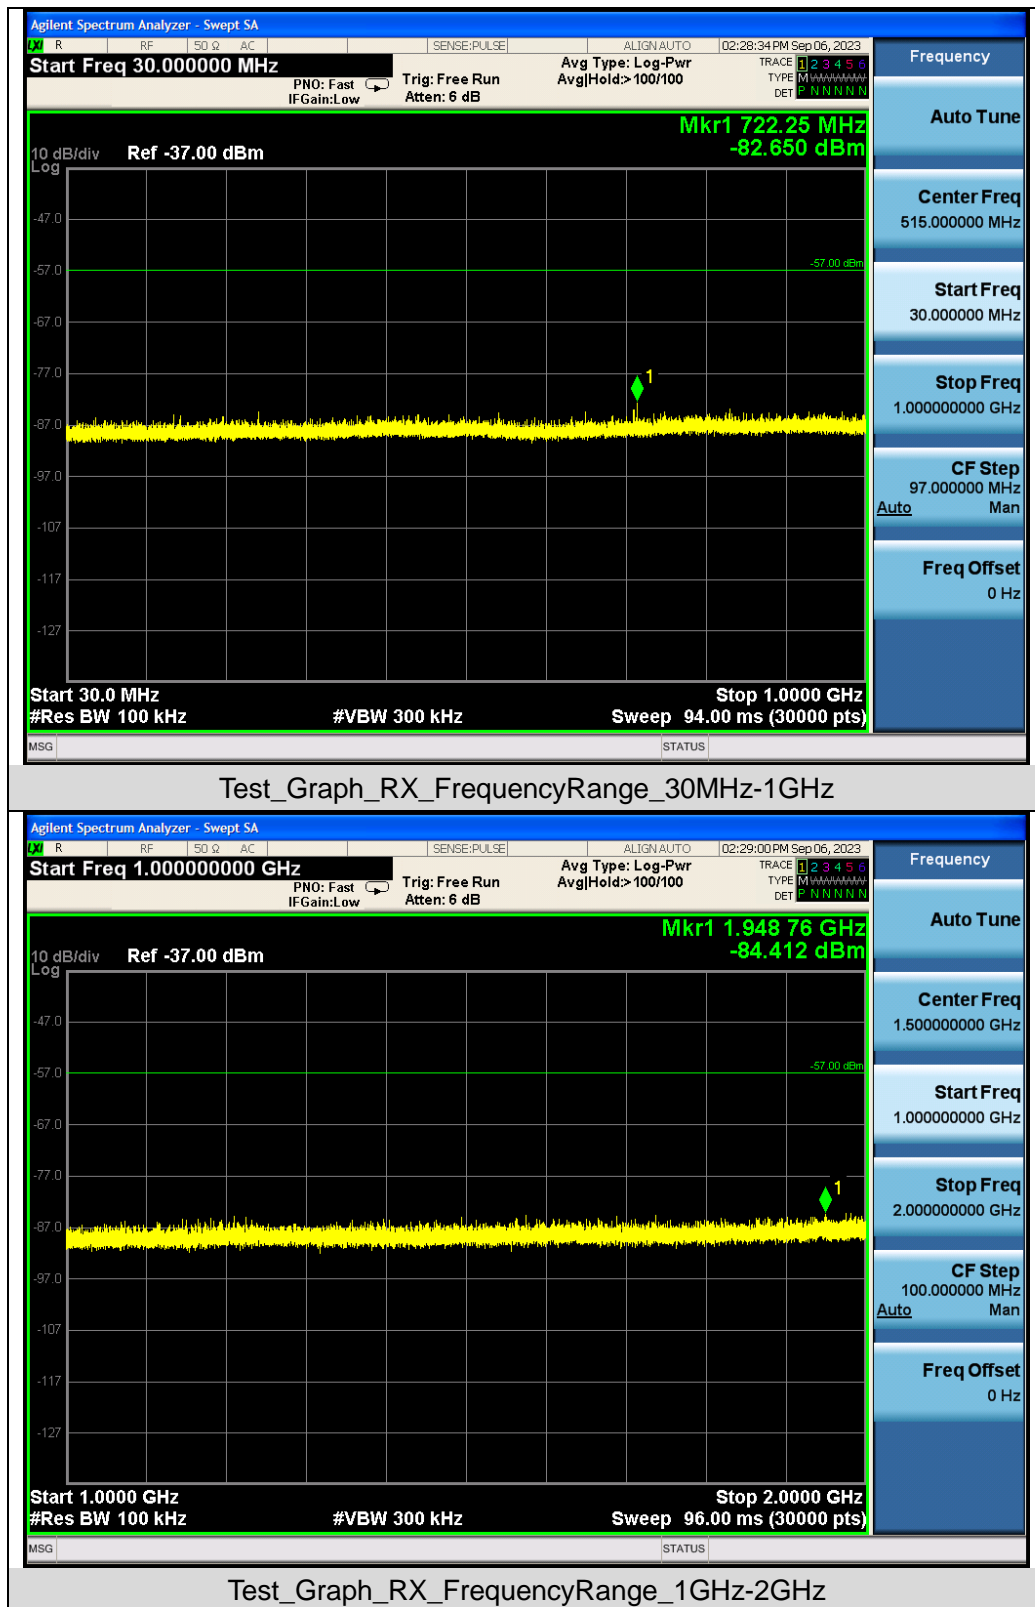 Agilent Spectrum Analyzer - Swept SA
LXI R RF 50 Ω AC SENSE:PULSE ALIGNAUTO 02:28:34 PM Sep 06, 2023
Start Freq 30.000000 MHz
PNO: Fast
IFGain:Low
Trig: Free Run
Atten: 6 dB
Avg Type: Log-Pwr
Avg|Hold:>100/100
TRACE 1 2 3 4 5 6
TYPE M
DET P N N N N N
Mkr1 722.25 MHz
-82.650 dBm
10 dB/div Ref -37.00 dBm
Log
-47.0
-57.0
-57.00 dBm
-67.0
-77.0
1
-87.0
-97.0
-107
-117
-127
Start 30.0 MHz Stop 1.0000 GHz
#Res BW 100 kHz #VBW 300 kHz Sweep 94.00 ms (30000 pts)
MSG STATUS
Frequency
Auto Tune
Center Freq
515.000000 MHz
Start Freq
30.000000 MHz
Stop Freq
1.000000000 GHz
CF Step
97.000000 MHz
Auto Man
Freq Offset
0 Hz
Test_Graph_RX_FrequencyRange_30MHz-1GHz
Agilent Spectrum Analyzer - Swept SA
LXI R RF 50 Ω AC SENSE:PULSE ALIGNAUTO 02:29:00 PM Sep 06, 2023
Start Freq 1.000000000 GHz
PNO: Fast
IFGain:Low
Trig: Free Run
Atten: 6 dB
Avg Type: Log-Pwr
Avg|Hold:>100/100
TRACE 1 2 3 4 5 6
TYPE M
DET P N N N N N
Mkr1 1.948 76 GHz
-84.412 dBm
10 dB/div Ref -37.00 dBm
Log
-47.0
-57.0
-57.00 dBm
-67.0
-77.0
1
-87.0
-97.0
-107
-117
-127
Start 1.0000 GHz Stop 2.0000 GHz
#Res BW 100 kHz #VBW 300 kHz Sweep 96.00 ms (30000 pts)
MSG STATUS
Frequency
Auto Tune
Center Freq
1.500000000 GHz
Start Freq
1.000000000 GHz
Stop Freq
2.000000000 GHz
CF Step
100.000000 MHz
Auto Man
Freq Offset
0 Hz
Test_Graph_RX_FrequencyRange_1GHz-2GHz